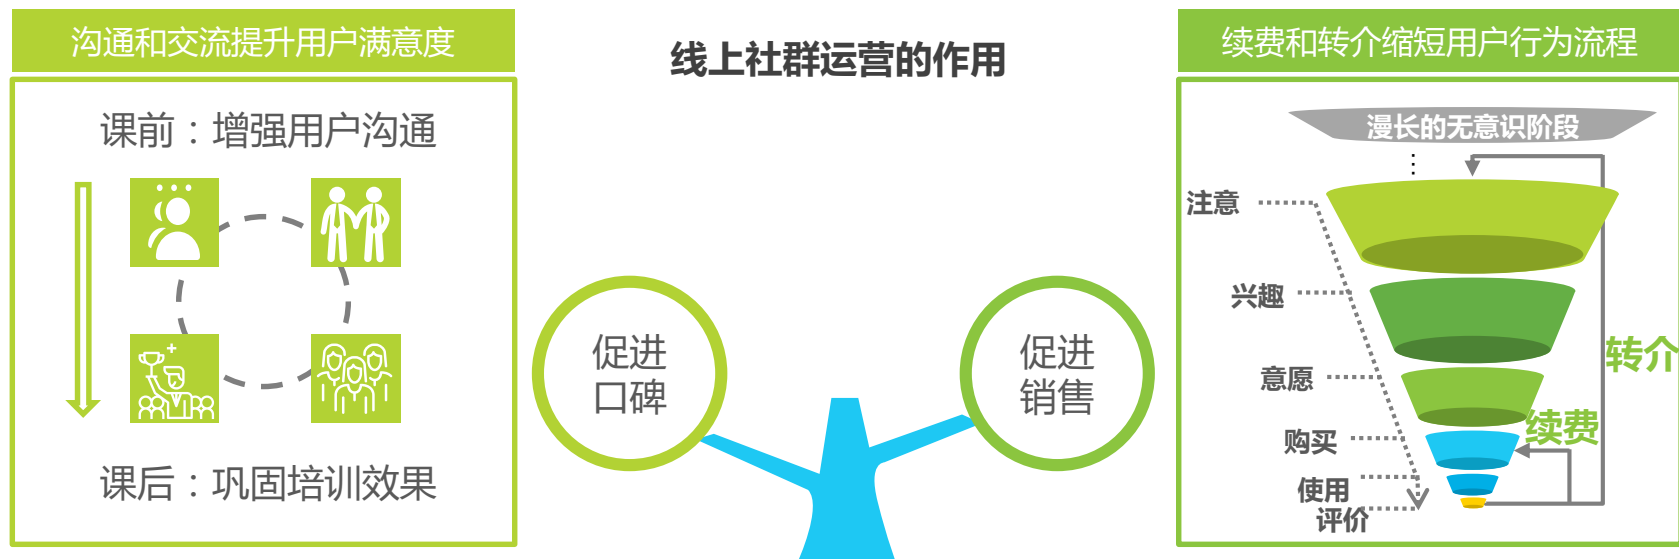 沟通和交流提升用户满意度
课前：增强用户沟通
课后：巩固培训效果
线上社群运营的作用
促进
口碑
促进
销售
续费和转介缩短用户行为流程
漫长的无意识阶段
注意
兴趣
意愿
购买
使用
评价
转介
续费